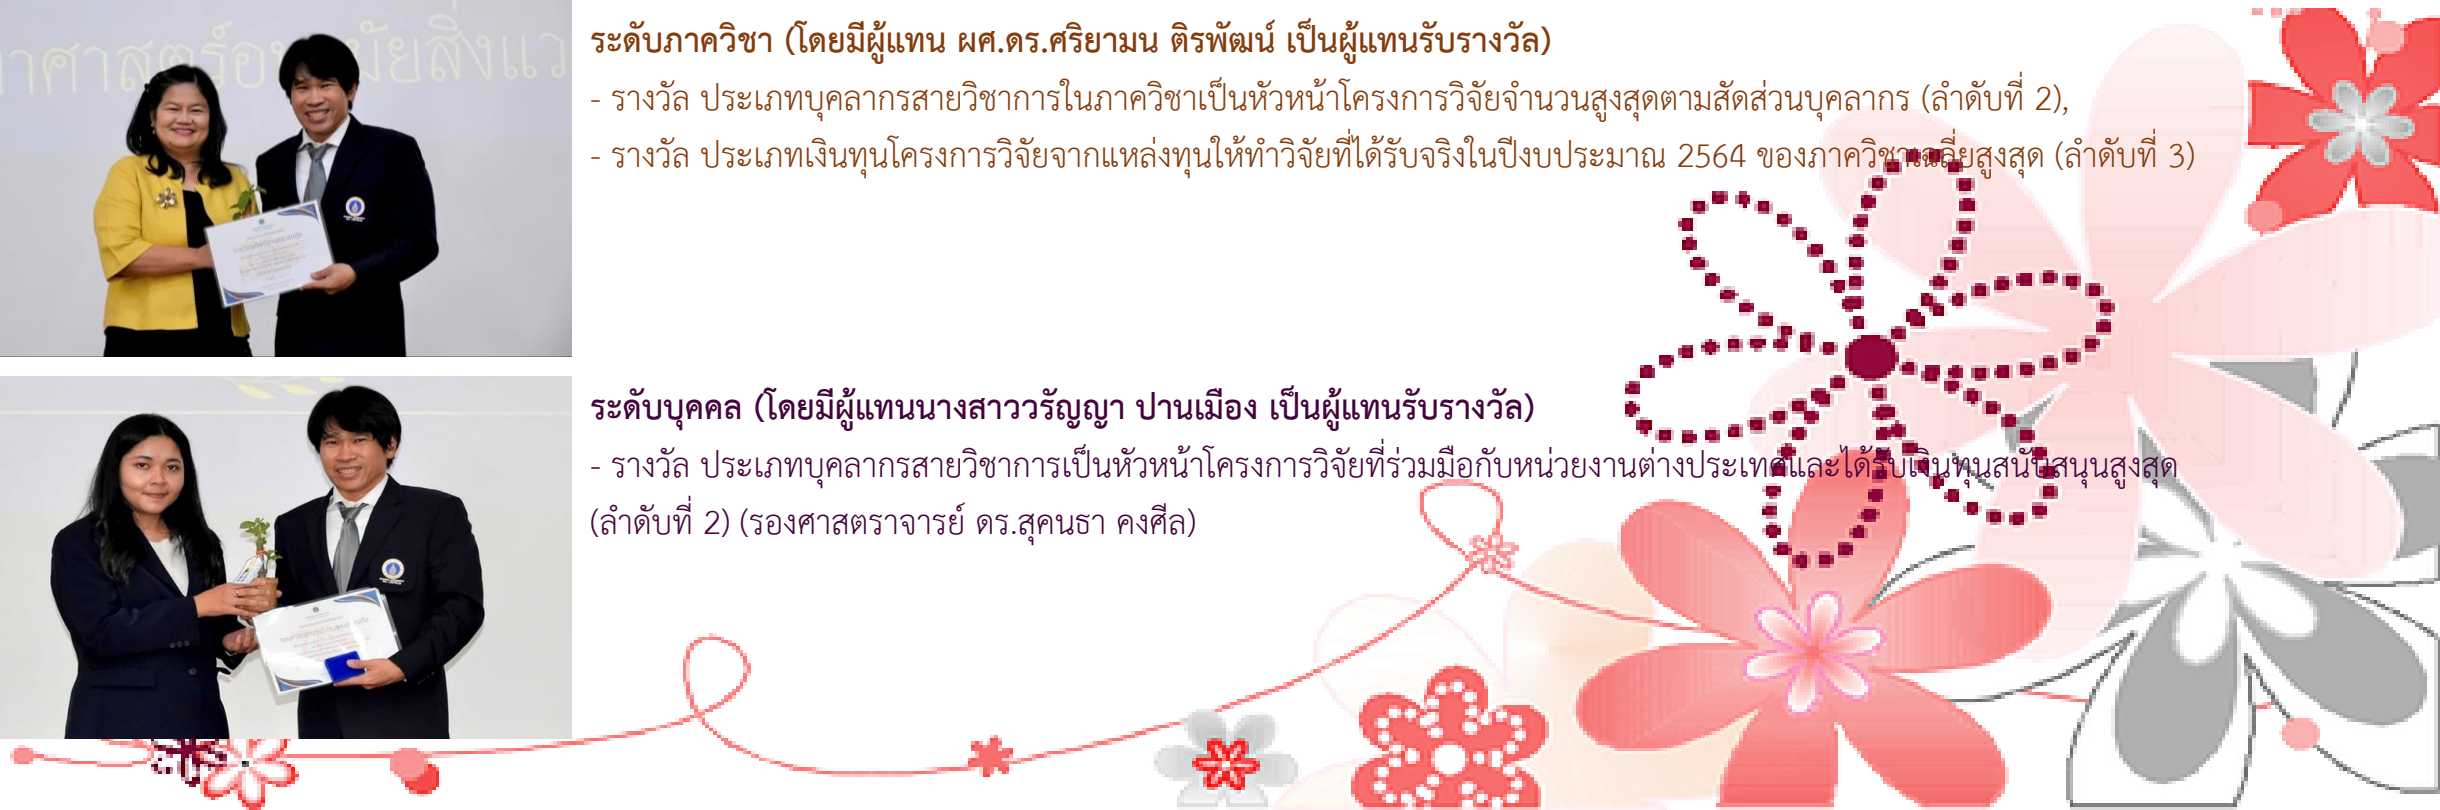 ระดับภาควิชา (โดยมีผู้แทน ผศ.ดร.ศริยามน ติรพัฒน์ เป็นผู้แทนรับรางวัล)
- รางวัล ประเภทบุคลากรสายวิชาการในภาควิชาเป็นหัวหน้าโครงการวิจัยจำนวนสูงสุดตามสัดส่วนบุคลากร (ลำดับที่ 2),
- รางวัล ประเภทเงินทุนโครงการวิจัยจากแหล่งทุนให้ทำวิจัยที่ได้รับจริงในปีงบประมาณ 2564 ของภาควิชาเฉลี่ยสูงสุด (ลำดับที่ 3)
ระดับบุคคล (โดยมีผู้แทนนางสาววรัญญา ปานเมือง เป็นผู้แทนรับรางวัล)
- รางวัล ประเภทบุคลากรสายวิชาการเป็นหัวหน้าโครงการวิจัยที่ร่วมมือกับหน่วยงานต่างประเทศและได้รับเงินทุนสนับสนุนสูงสุด
(ลำดับที่ 2) (รองศาสตราจารย์ ดร.สุคนธา คงศีล)